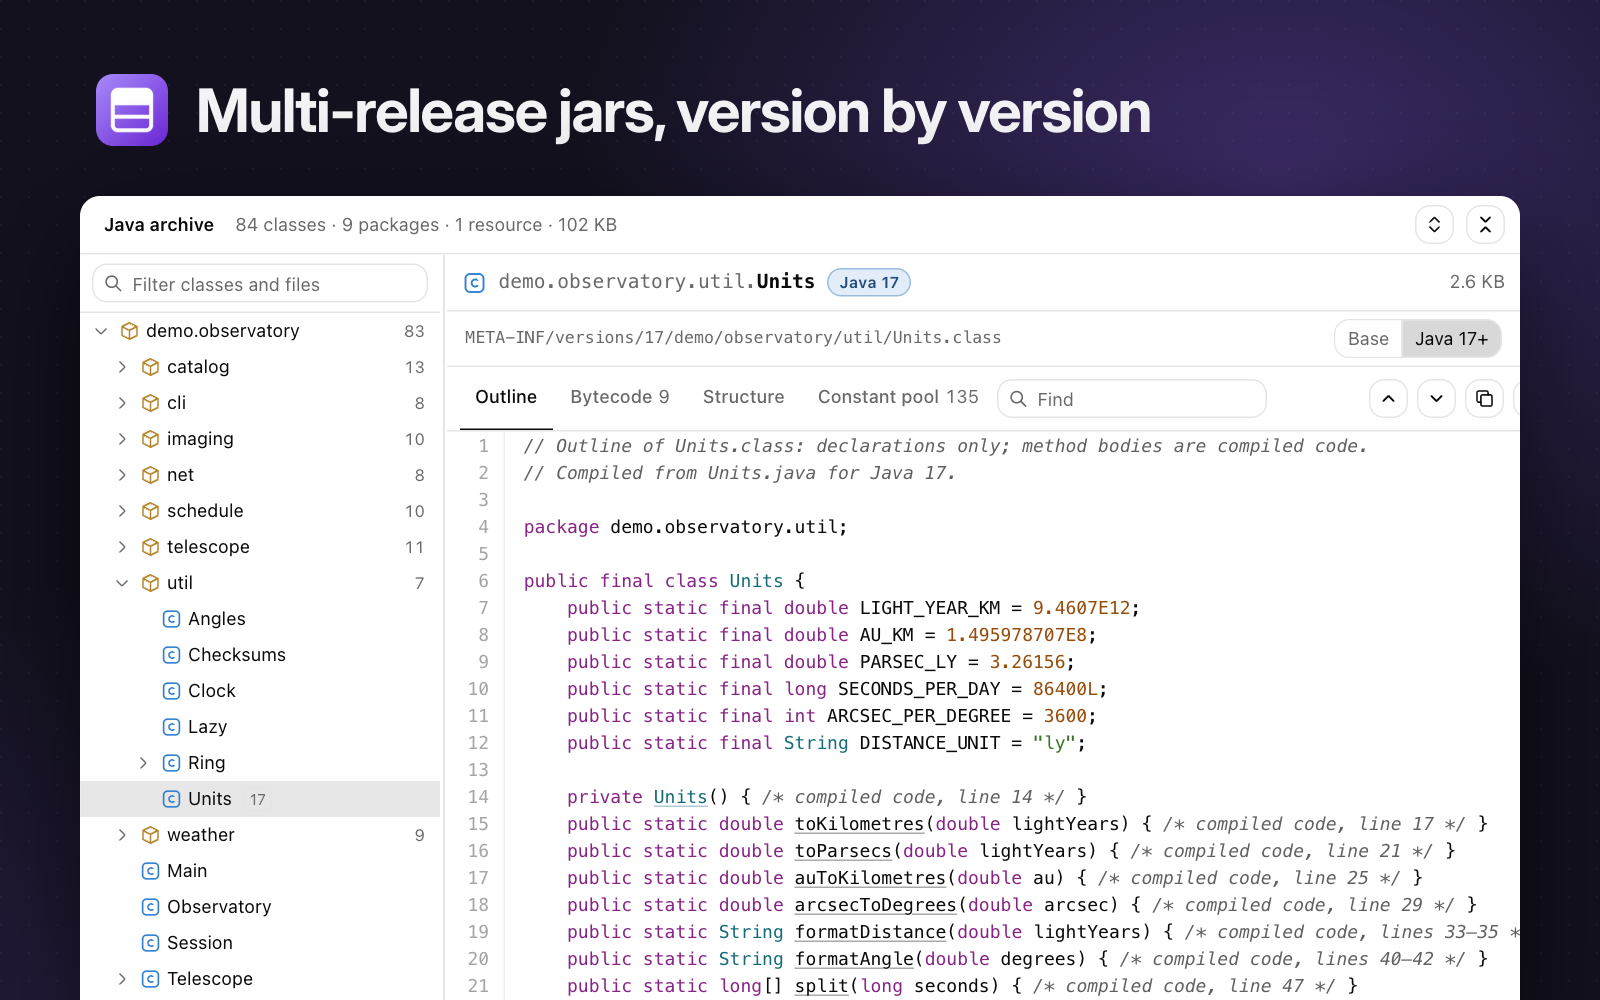 Multi-release jars, version by version
Java archive 84 classes · 9 packages · 1 resource · 102 KB
Filter classes and files
demo.observatory 83
catalog 13
cli 8
imaging 10
net 8
schedule 10
telescope 11
util 7
Angles
Checksums
Clock
Lazy
Ring
Units 17
weather 9
Main
Observatory
Session
Telescope
demo.observatory.util.Units Java 17 2.6 KB
META-INF/versions/17/demo/observatory/util/Units.class Base Java 17+
Outline Bytecode 9 Structure Constant pool 135 Find
1 // Outline of Units.class: declarations only; method bodies are compiled code.
2 // Compiled from Units.java for Java 17.
3
4 package demo.observatory.util;
5
6 public final class Units {
7 public static final double LIGHT_YEAR_KM = 9.4607E12;
8 public static final double AU_KM = 1.495978707E8;
9 public static final double PARSEC_LY = 3.26156;
10 public static final long SECONDS_PER_DAY = 86400L;
11 public static final int ARCSEC_PER_DEGREE = 3600;
12 public static final String DISTANCE_UNIT = "ly";
13
14 private Units() { /* compiled code, line 14 */ }
15 public static double toKilometres(double lightYears) { /* compiled code, line 17 */ }
16 public static double toParsecs(double lightYears) { /* compiled code, line 21 */ }
17 public static double auToKilometres(double au) { /* compiled code, line 25 */ }
18 public static double arcsecToDegrees(double arcsec) { /* compiled code, line 29 */ }
19 public static String formatDistance(double lightYears) { /* compiled code, lines 33–35 *
20 public static String formatAngle(double degrees) { /* compiled code, lines 40–42 */ }
21 public static long[] split(long seconds) { /* compiled code, line 47 */ }